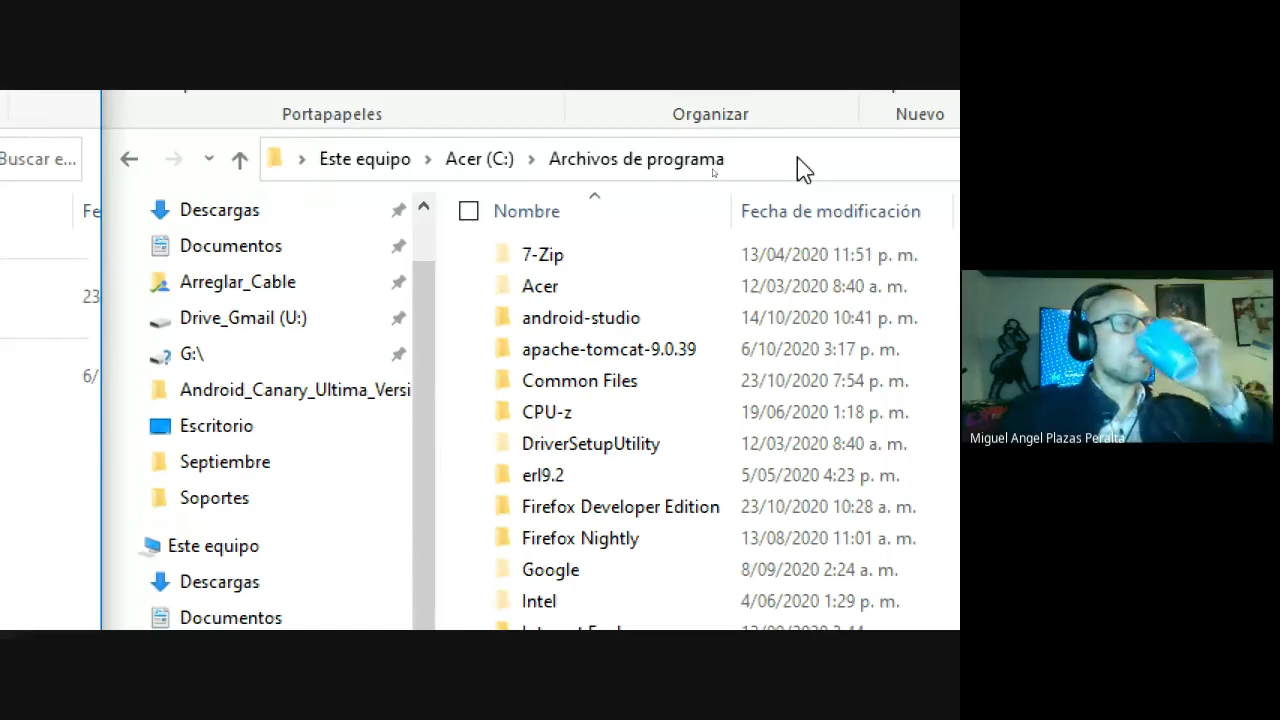 Portapapeles
Organizar
Nuevo
Buscar e...
Este equipo > Acer (C:) > Archivos de programa
Fe
23
6/
Descargas
Documentos
Arreglar_Cable
Drive_Gmail (U:)
G:\
Android_Canary_Ultima_Versi
Escritorio
Septiembre
Soportes
Este equipo
Descargas
Documentos
Nombre Fecha de modificación
7-Zip 13/04/2020 11:51 p. m.
Acer 12/03/2020 8:40 a. m.
android-studio 14/10/2020 10:41 p. m.
apache-tomcat-9.0.39 6/10/2020 3:17 p. m.
Common Files 23/10/2020 7:54 p. m.
CPU-z 19/06/2020 1:18 p. m.
DriverSetupUtility 12/03/2020 8:40 a. m.
erl9.2 5/05/2020 4:23 p. m.
Firefox Developer Edition 23/10/2020 10:28 a. m.
Firefox Nightly 13/08/2020 11:01 a. m.
Google 8/09/2020 2:24 a. m.
Intel 4/06/2020 1:29 p. m.
Miguel Angel Plazas Peralta